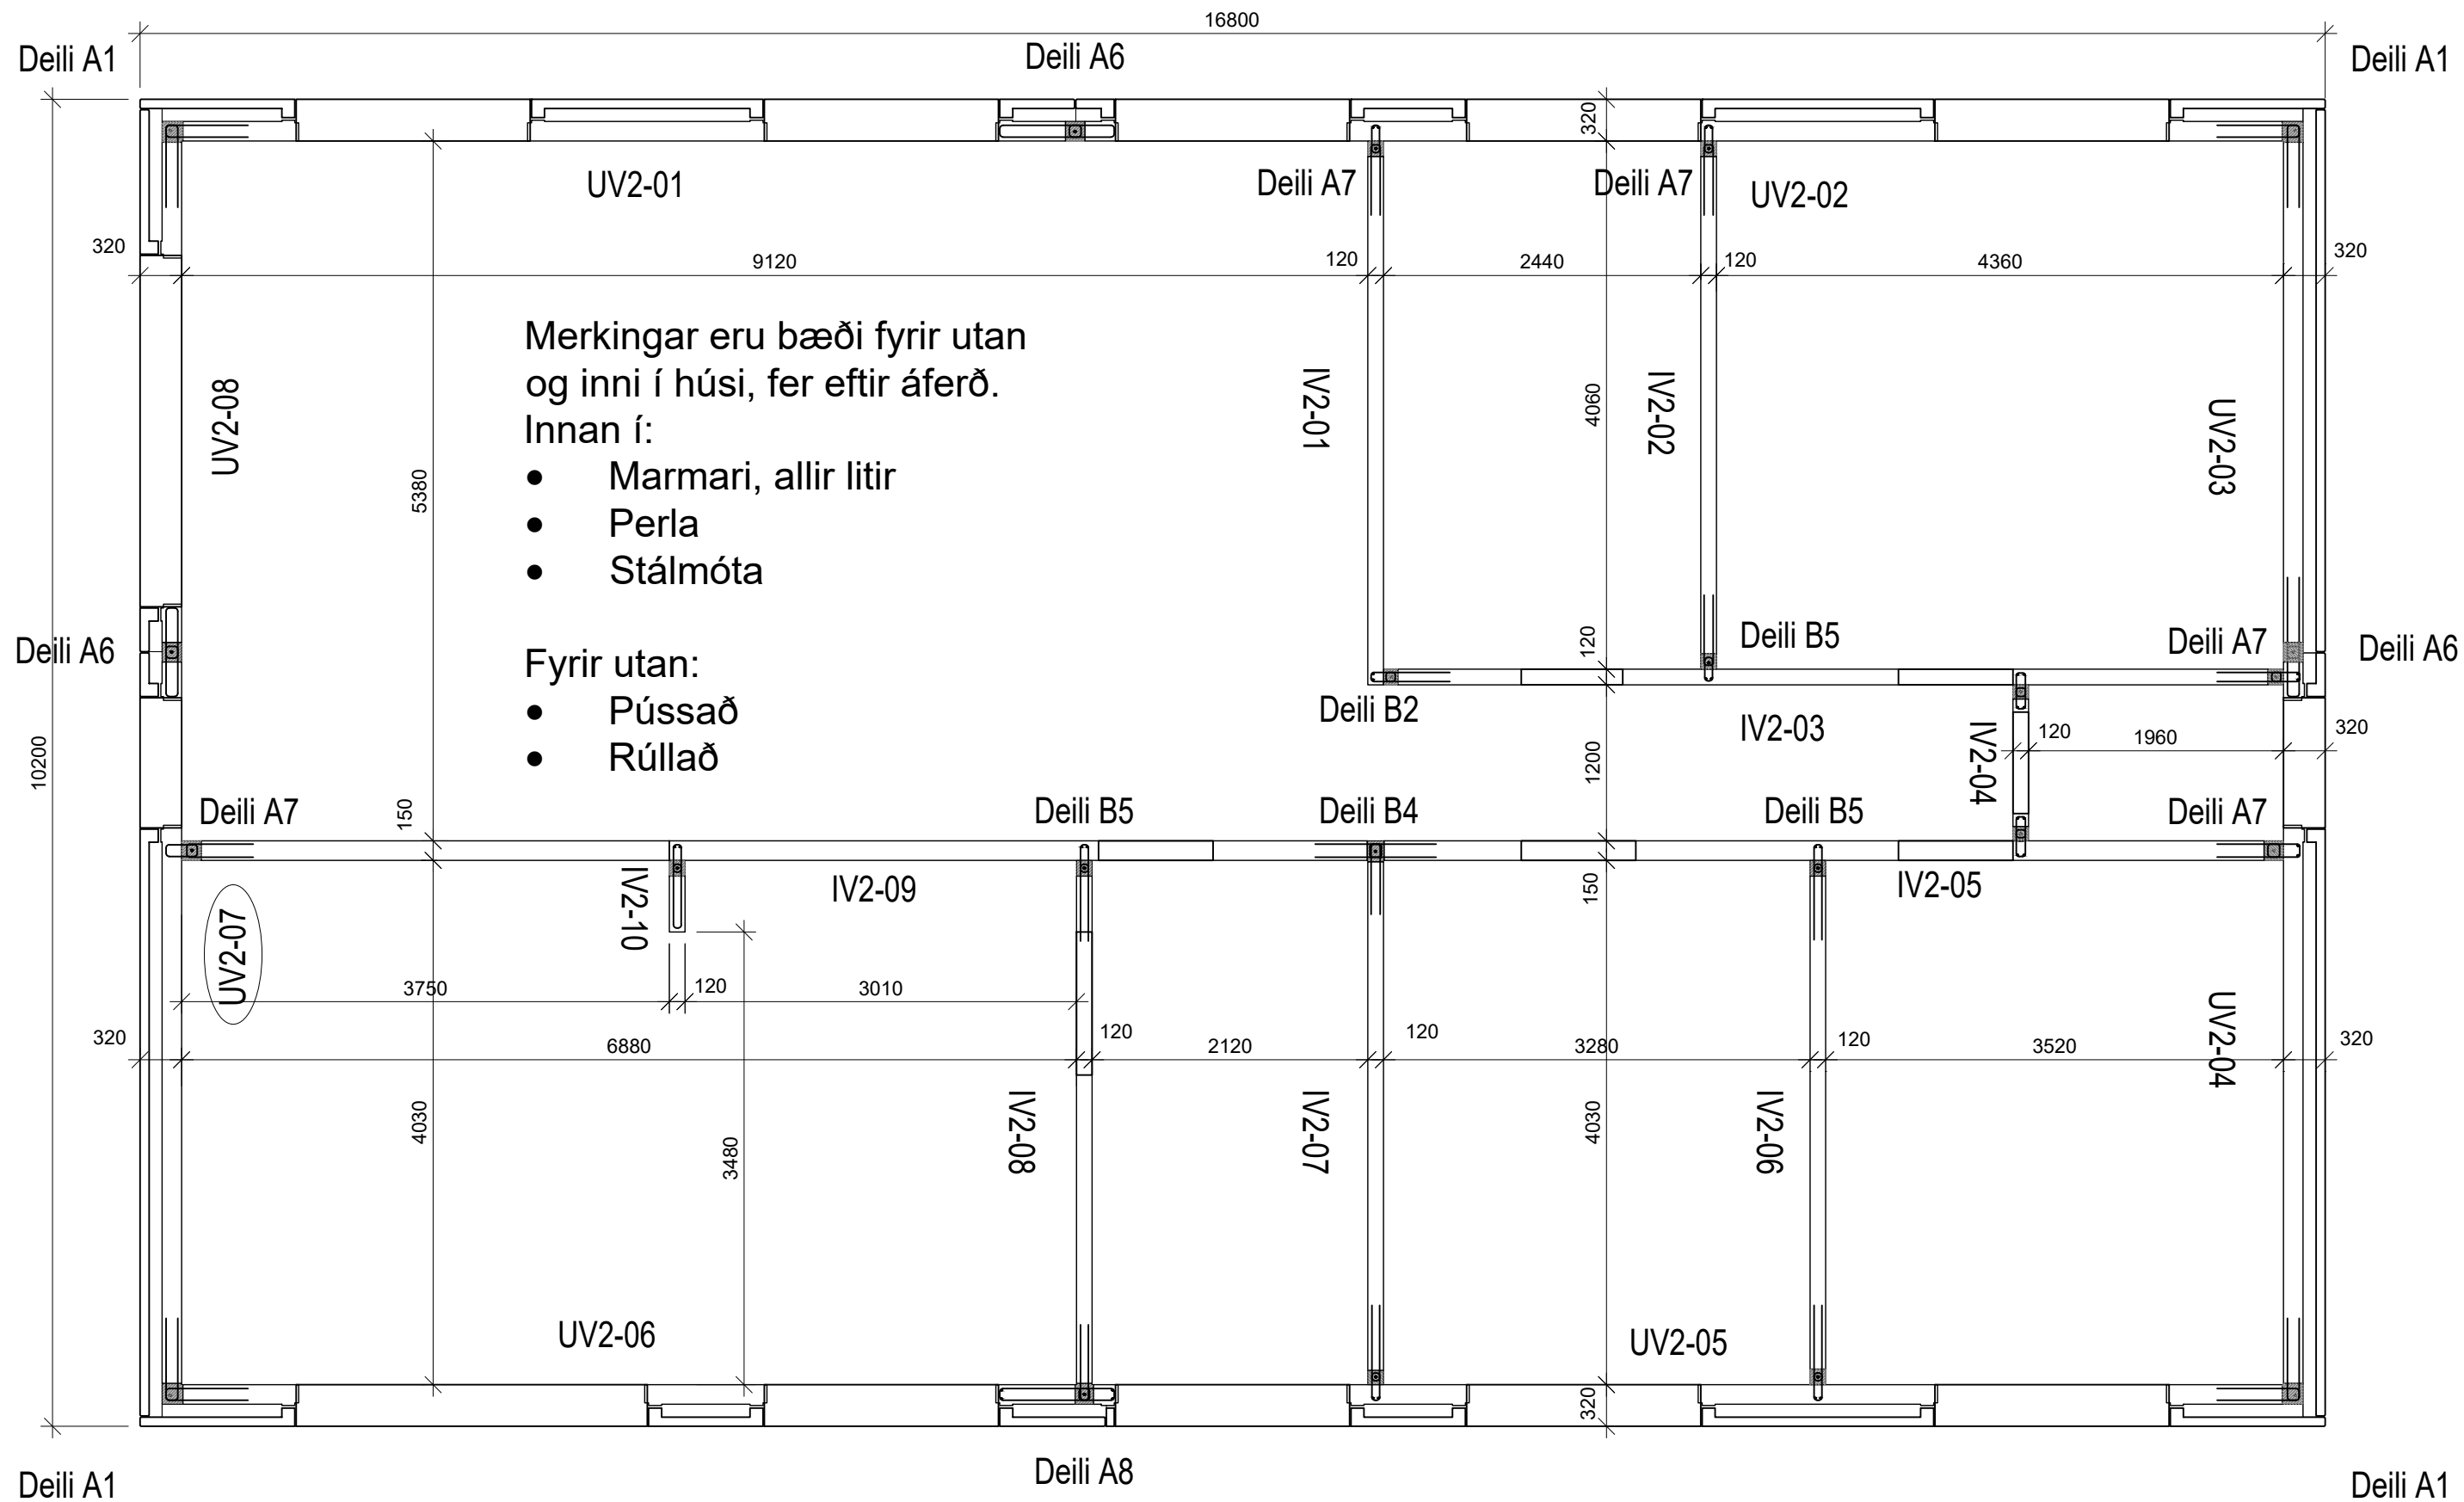 16800
Deili A1
Deili A6
Deili A1
320
UV2-01
Deili A7
Deili A7
UV2-02
320
9120
120
2440
120
4360
320
Merkingar eru bæði fyrir utan
og inni í húsi, fer eftir áferð.
Innan í:
● Marmari, allir litir
● Perla
● Stálmóta
Fyrir utan:
● Pússað
● Rúllað
UV2-08
5380
IV2-01
4060
IV2-02
UV2-03
Deili A6
120
Deili B5
Deili A7
Deili A6
Deili B2
IV2-03
IV2-04
120
1960
320
10200
1200
Deili A7
150
Deili B5
Deili B4
Deili B5
Deili A7
UV2-07
IV2-10
IV2-09
150
IV2-05
3750
120
3010
320
6880
120
2120
120
3280
120
3520
UV2-04
320
4030
3480
IV2-08
IV2-07
4030
IV2-06
UV2-06
UV2-05
320
Deili A1
Deili A8
Deili A1